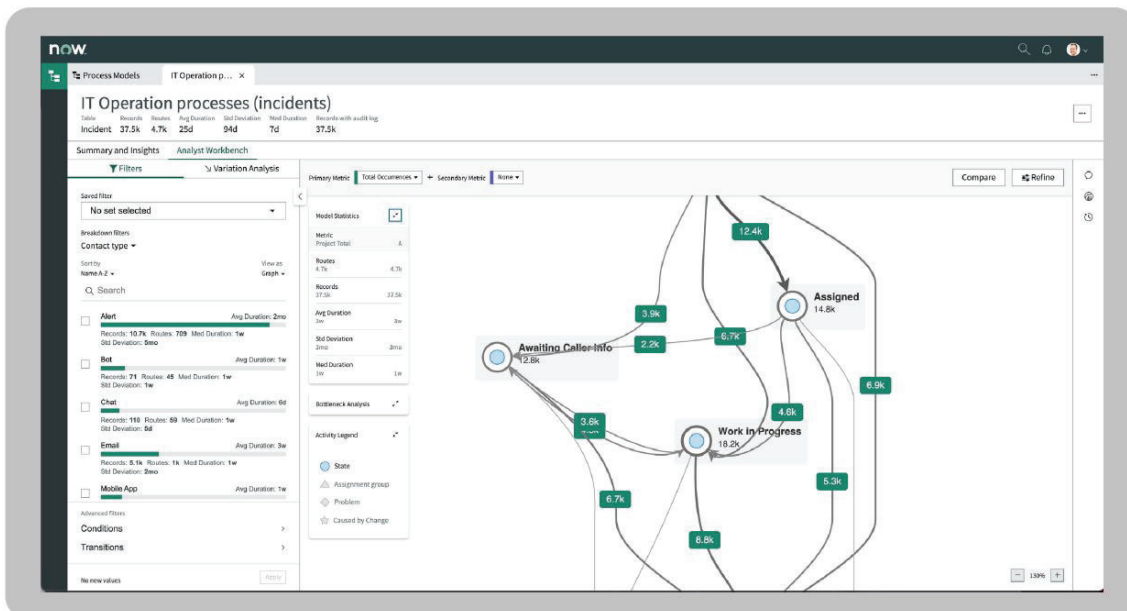 now.
Process Models
IT Operation p... ×
IT Operation processes (incidents)
Table Records Routes Avg Duration Std Deviation Med Duration Records with audit log
Incident 37.5k 4.7k 25d 94d 7d 37.5k
Summary and Insights Analyst Workbench
Filters Variation Analysis
Saved filter
No set selected
Breakdown filters
Contact type
Sort by View as
Name A-Z Graph
Search
Alert Avg Duration: 2mo
Records: 10.7k Routes: 709 Med Duration: 1w
Std Deviation: 5mo
Bot Avg Duration: 1w
Records: 71 Routes: 45 Med Duration: 1w
Std Deviation: 1w
Chat Avg Duration: 6d
Records: 110 Routes: 59 Med Duration: 1w
Std Deviation: 5d
Email Avg Duration: 3w
Records: 5.1k Routes: 1k Med Duration: 1w
Std Deviation: 2mo
Mobile App Avg Duration: 1w
Advanced Filters
Conditions
Transitions
No new values Apply
Primary Metric Total Occurrences + Secondary Metric None
Compare Refine
Model Statistics
Metric
Project Total A
Routes
4.7k 4.7k
Records
37.5k
Avg Duration
3w
Std Deviation
2mo 2mo
Med Duration
1w 1w
Bottleneck Analysis
Activity Legend
State
Assignment group
Problem
Caused by Change
12.4k
Assigned
14.8k
3.9k
2.2k
6.7k
Awaiting Caller Info
12.8k
6.9k
4.6k
3.6k
Work in Progress
18.2k
5.3k
6.7k
8.8k
130%